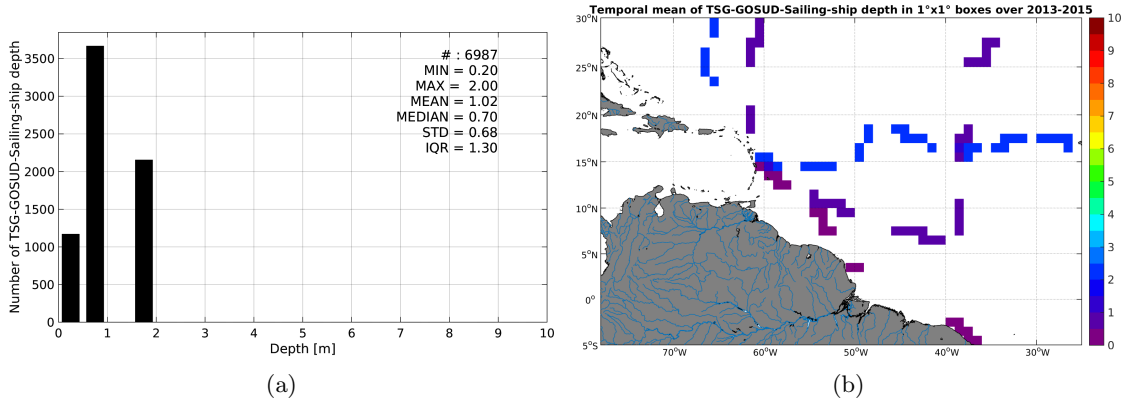 Number of TSG-GOSUD-Sailing-ship depth
3500
3000
2500
2000
1500
1000
500
0
# : 6987
MIN = 0.20
MAX = 2.00
MEAN = 1.02
MEDIAN = 0.70
STD = 0.68
IQR = 1.30
0 1 2 3 4 5 6 7 8 9 10
Depth [m]
(a)
Temporal mean of TSG-GOSUD-Sailing-ship depth in 1°x1° boxes over 2013-2015
30°N
25°N
20°N
15°N
10°N
5°N
0°
5°S
70°W 60°W 50°W 40°W 30°W
10
9
8
7
6
5
4
3
2
1
0
(b)